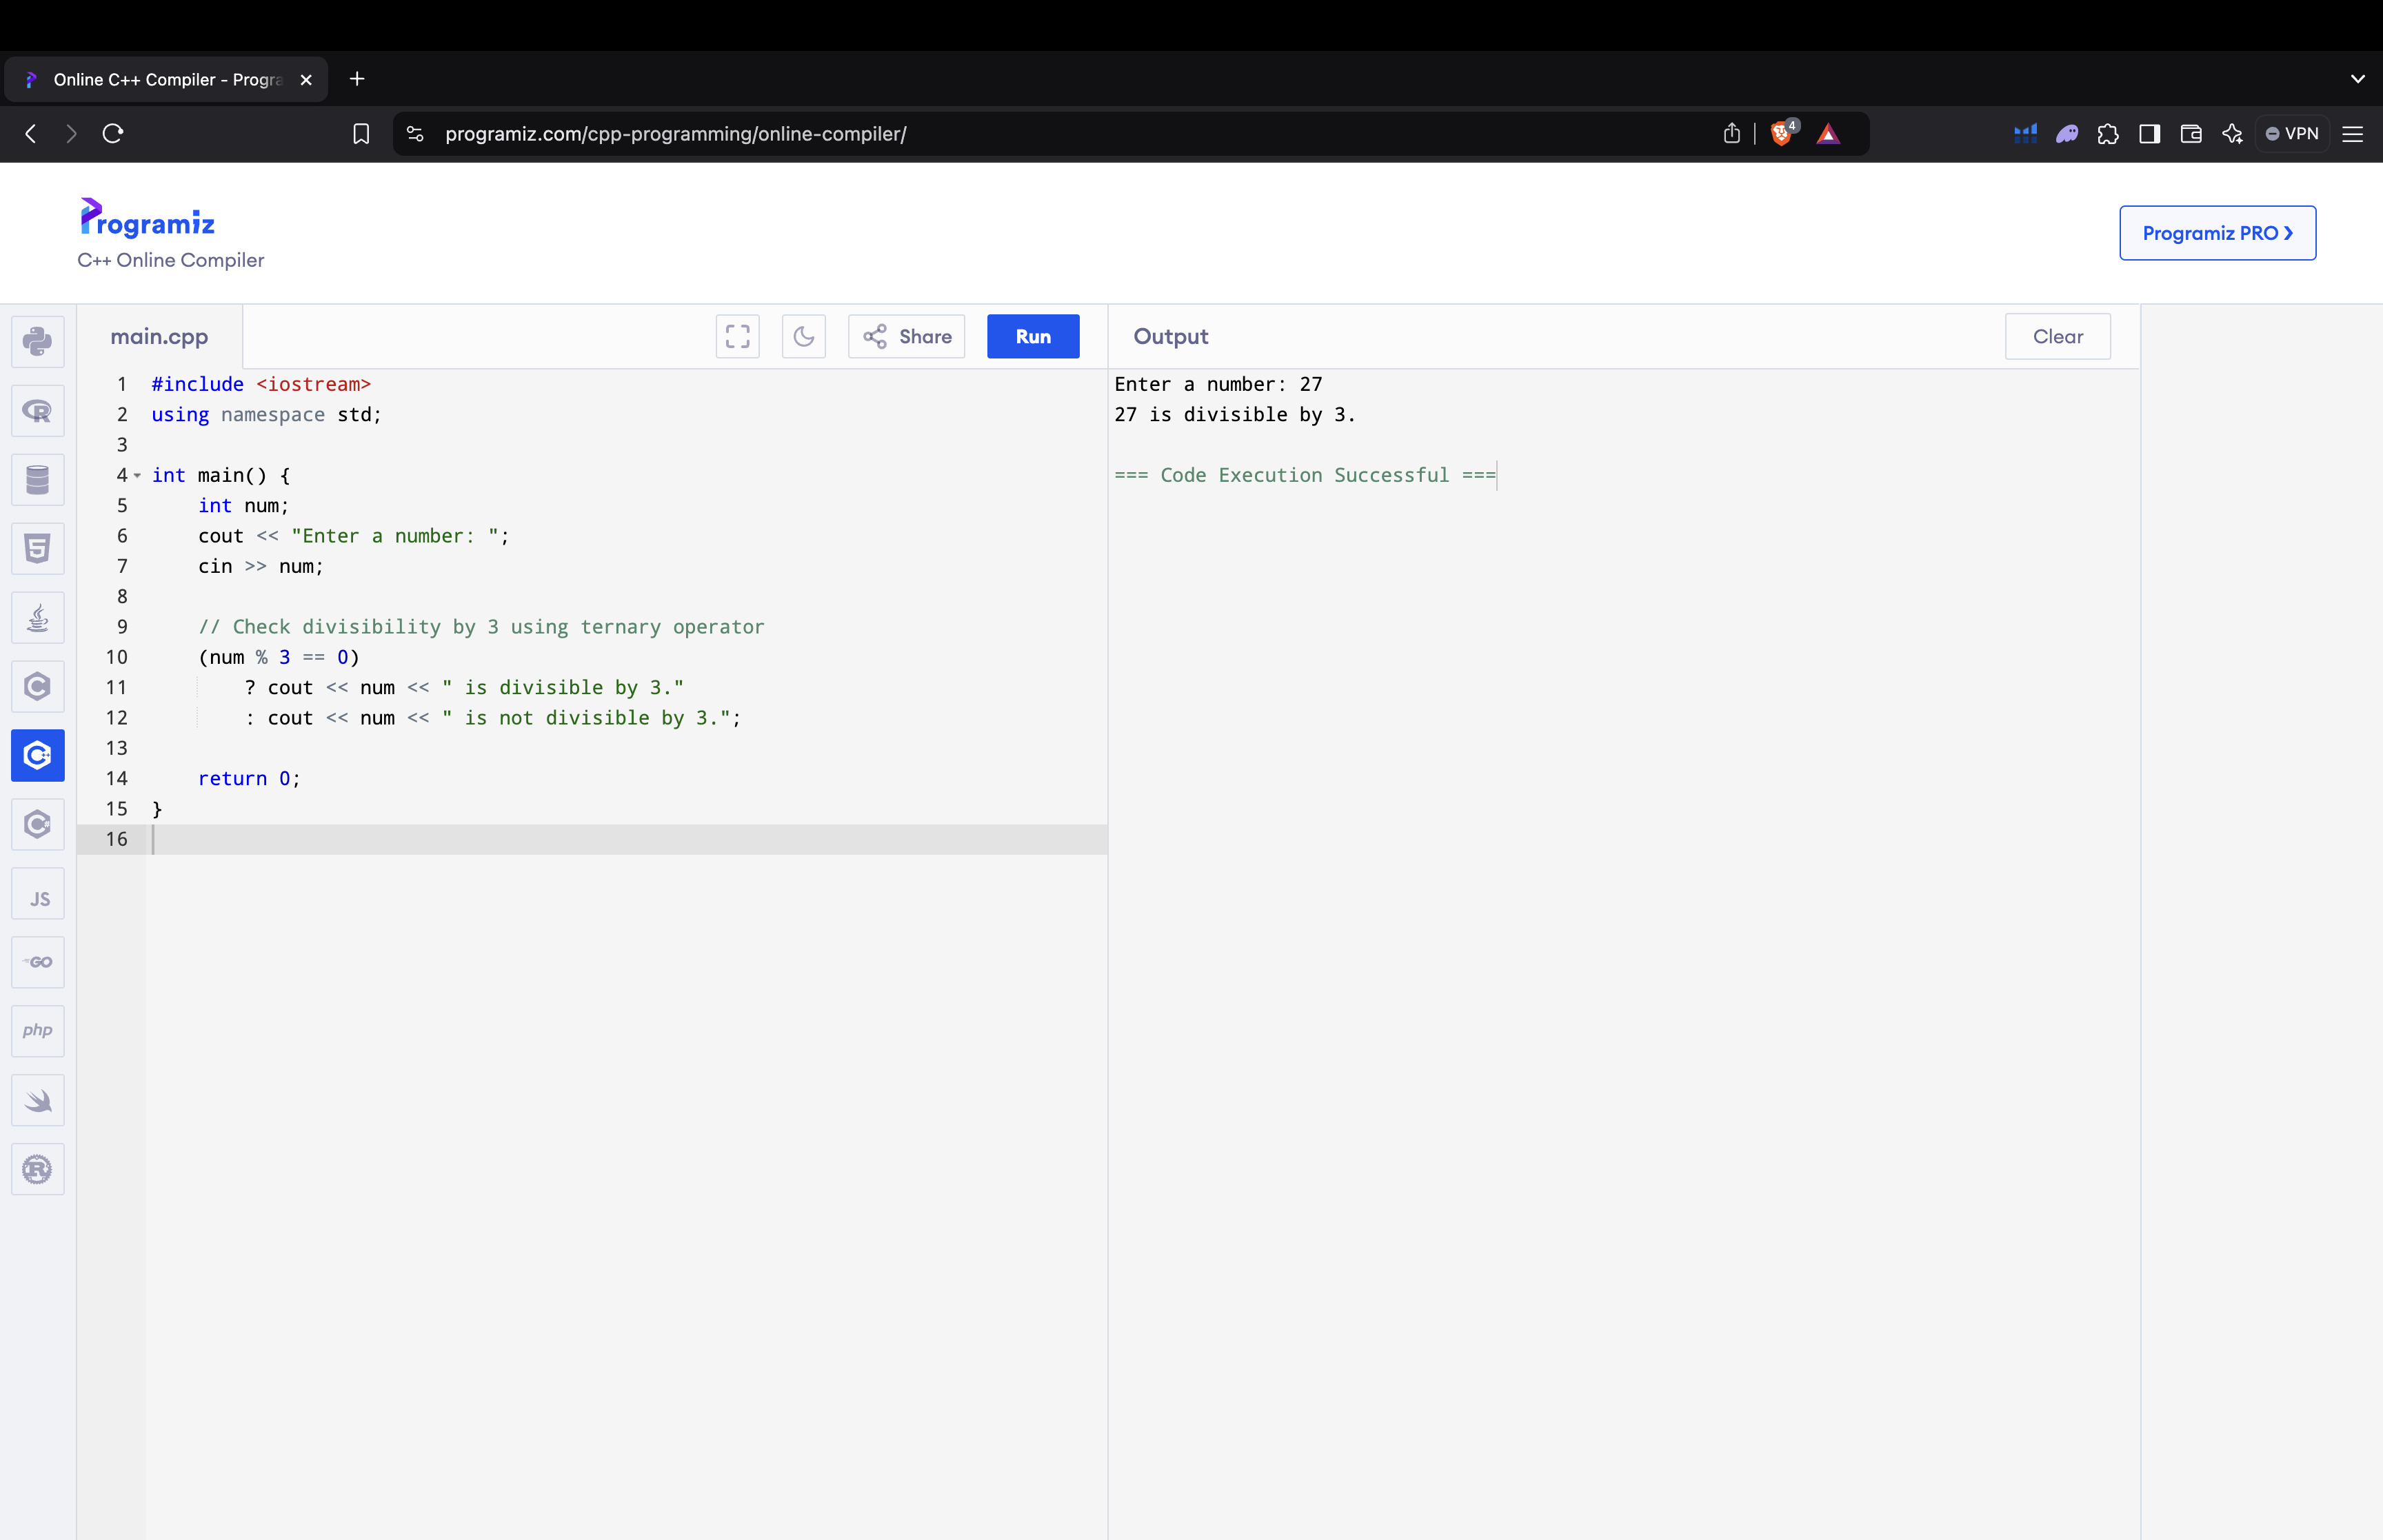 Online C++ Compiler - Progra
programiz.com/cpp-programming/online-compiler/
4
VPN
Programiz
C++ Online Compiler
Programiz PRO ❯
main.cpp
Share
Run
Output
Clear
1 #include <iostream>
2 using namespace std;
3
4 int main() {
5     int num;
6     cout << "Enter a number: ";
7     cin >> num;
8
9     // Check divisibility by 3 using ternary operator
10     (num % 3 == 0)
11         ? cout << num << " is divisible by 3."
12         : cout << num << " is not divisible by 3.";
13
14     return 0;
15 }
16
Enter a number: 27
27 is divisible by 3.
=== Code Execution Successful ===
R
5
C
C
C
JS
GO
php
R